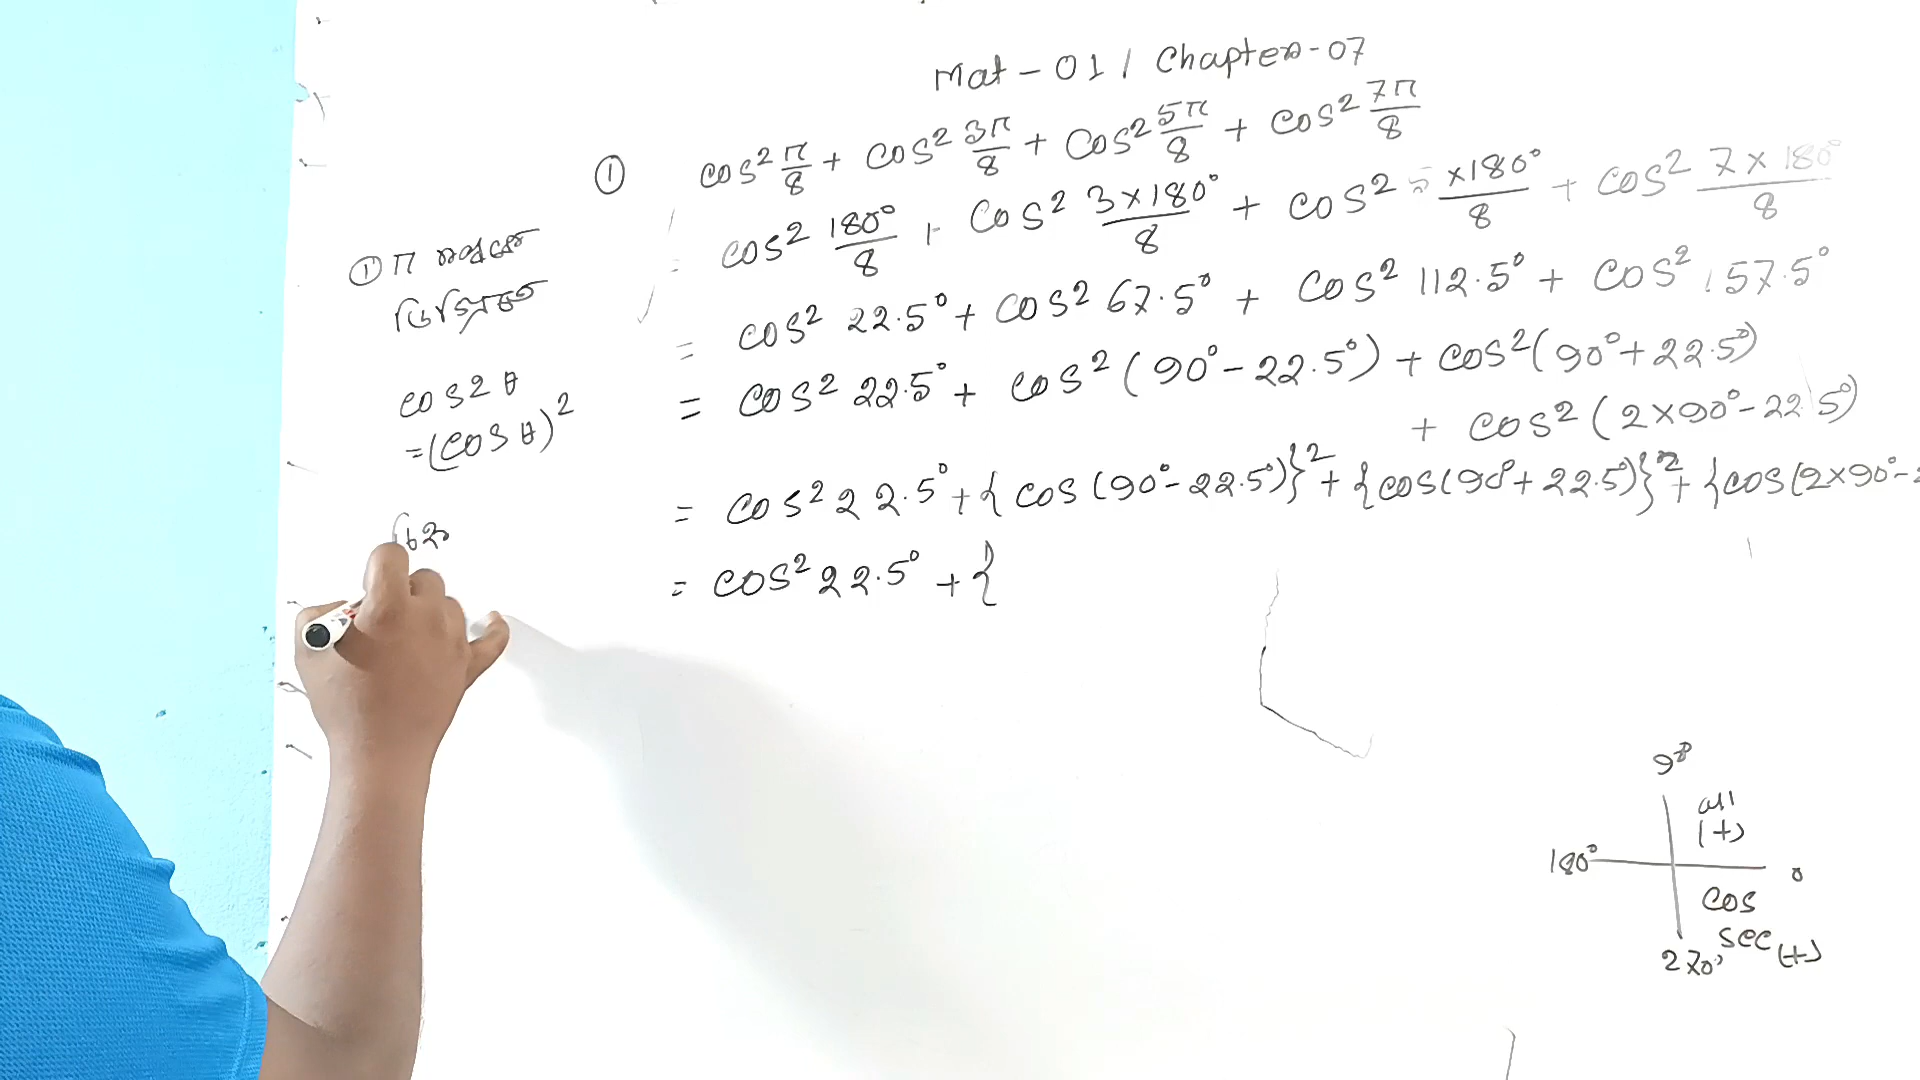 Mat - 01 / Chapter - 07
① cos² π/8 + cos² 3π/8 + cos² 5π/8 + cos² 7π/8
= cos² 180°/8 + cos² 3×180°/8 + cos² 5×180°/8 + cos² 7×180°/8
= cos² 22.5° + cos² 67.5° + cos² 112.5° + cos² 157.5°
= cos² 22.5° + cos² (90° - 22.5°) + cos² (90° + 22.5°)
+ cos² (2×90° - 22.5°)
= cos² 22.5° + {cos (90° - 22.5°)}² + {cos (90° + 22.5°)}² + {cos (2×90° - 2
= cos² 22.5° + {
① π
cos2 θ
= (cos θ)²
চিহ্ন
90°
all
(+)
180°
0
cos
sec (+)
270°